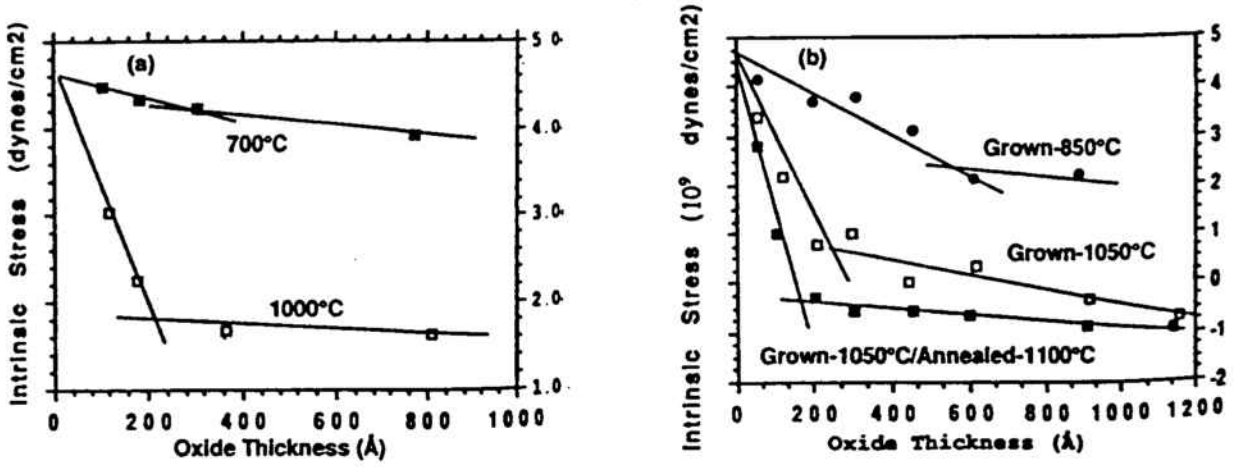 (a)
5 0
700°C
4.0
3.0
1000°C
2.0
1.0
0 200 400 600 800 1000
Oxide Thickness (Å)
Intrinsic Stress (dynes/cm2)
(b)
5
4
3
Grown-850°C
2
1
Grown-1050°C
0
-1
Grown-1050°C/Annealed-1100°C
-2
0 200 400 600 800 1000 1200
Oxide Thickness (Å)
Intrinsic Stress (10⁹ dynes/cm2)